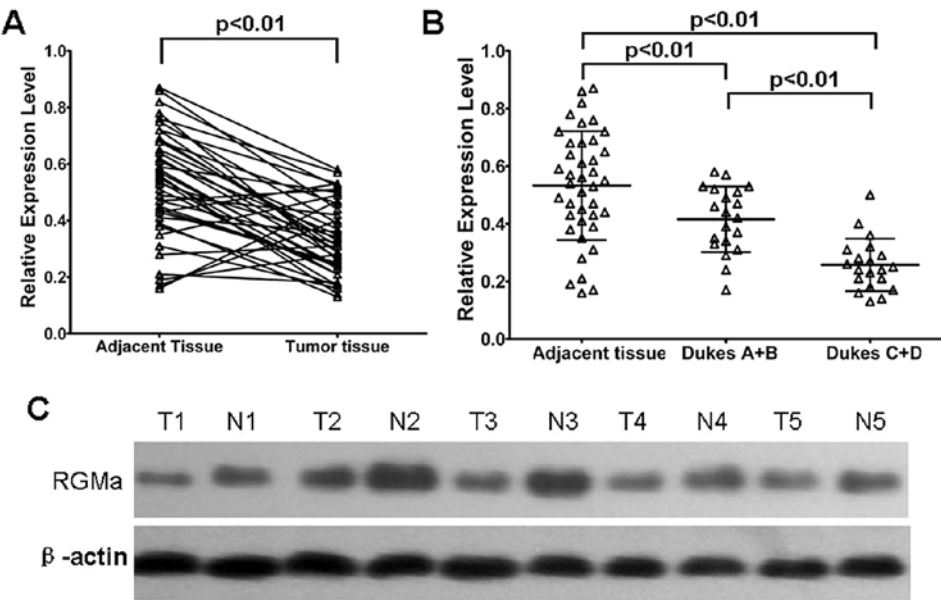 A
p<0.01
Relative Expression Level
1.0
0.8
0.6
0.4
0.2
0.0
Adjacent Tissue Tumor tissue
B
p<0.01
p<0.01
p<0.01
Relative Expression Level
1.0
0.8
0.6
0.4
0.2
0.0
Adjacent tissue Dukes A+B Dukes C+D
C
T1 N1 T2 N2 T3 N3 T4 N4 T5 N5
RGMa
β-actin